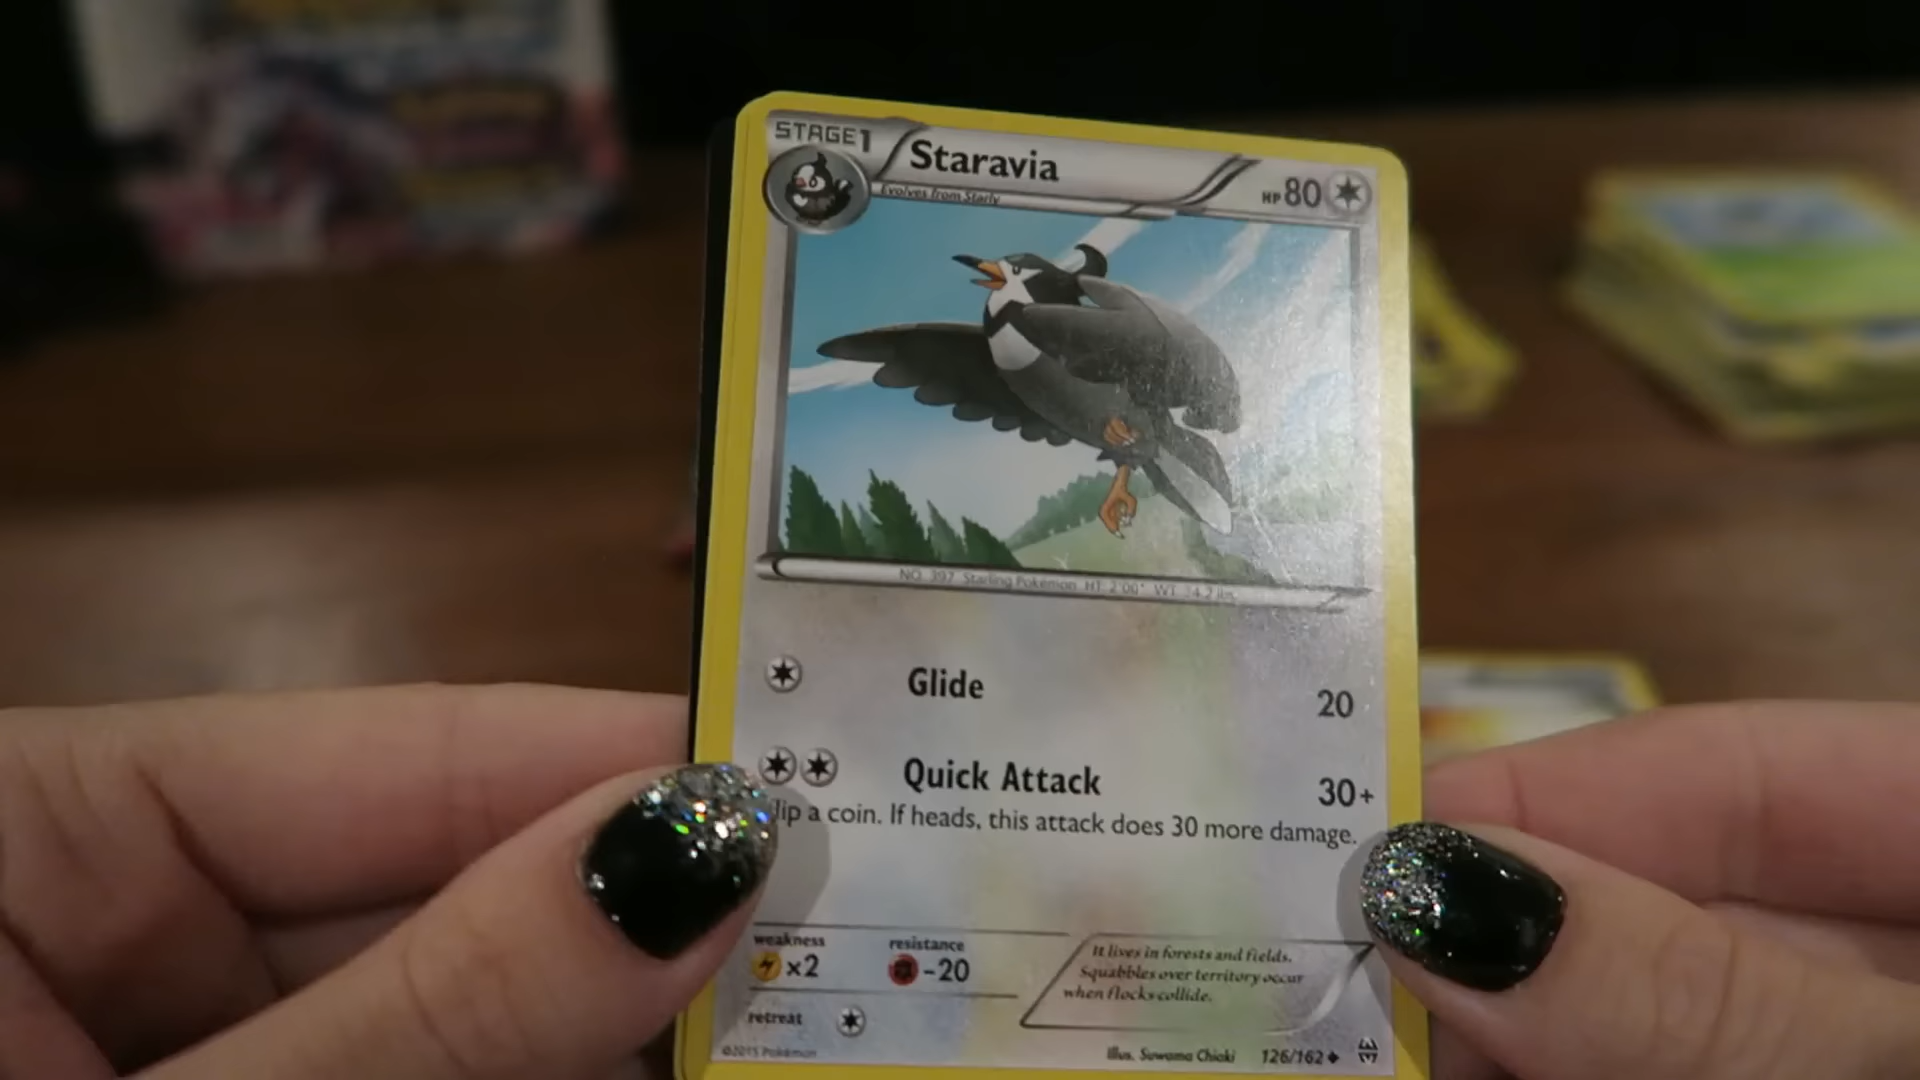 STAGE1
Staravia
HP80
Evolves from Starly
NO. 397 Starling Pokémon HT: 2'00" WT: 34.2 lbs.
Glide
20
Quick Attack
30+
lip a coin. If heads, this attack does 30 more damage.
weakness
resistance
×2
-20
It lives in forests and fields.
Squabbles over territory occur
when flocks collide.
retreat
©2015 Pokémon
Illus. Suwama Chiaki
126/162